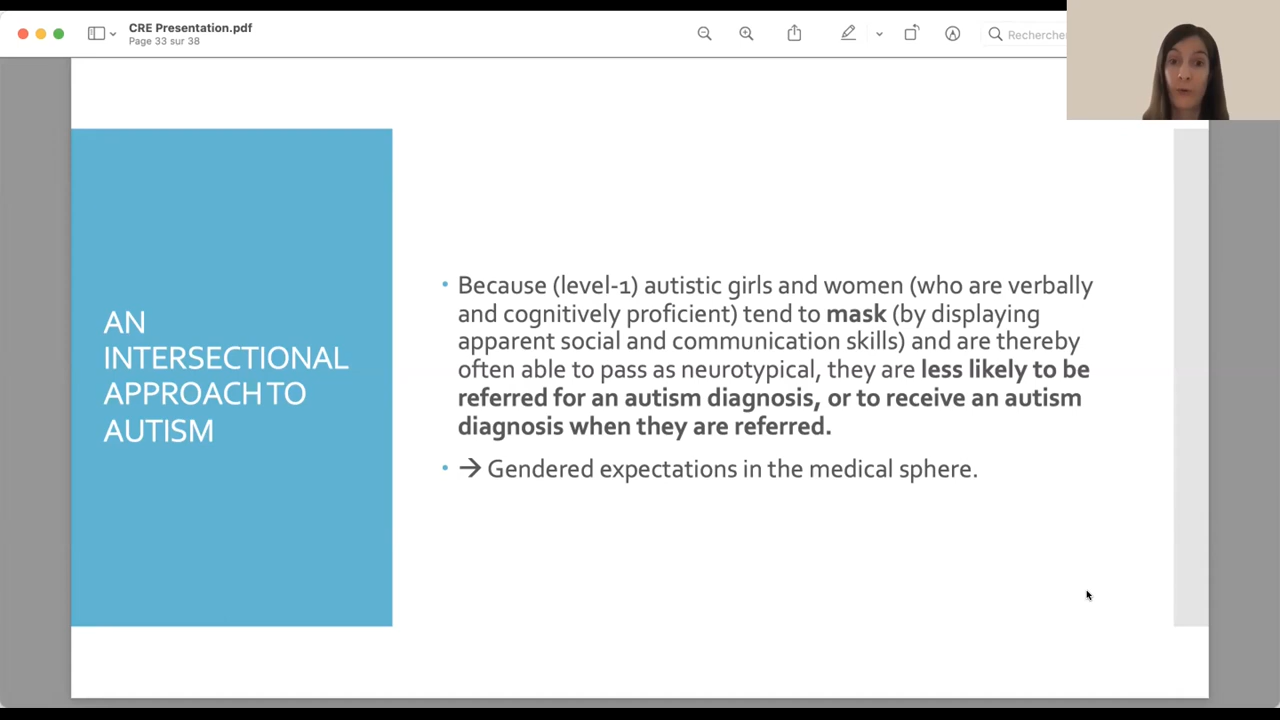 CRE Presentation.pdf
Page 33 sur 38
Recherche
AN
INTERSECTIONAL
APPROACH TO
AUTISM
• Because (level-1) autistic girls and women (who are verbally
and cognitively proficient) tend to mask (by displaying
apparent social and communication skills) and are thereby
often able to pass as neurotypical, they are less likely to be
referred for an autism diagnosis, or to receive an autism
diagnosis when they are referred.
• → Gendered expectations in the medical sphere.